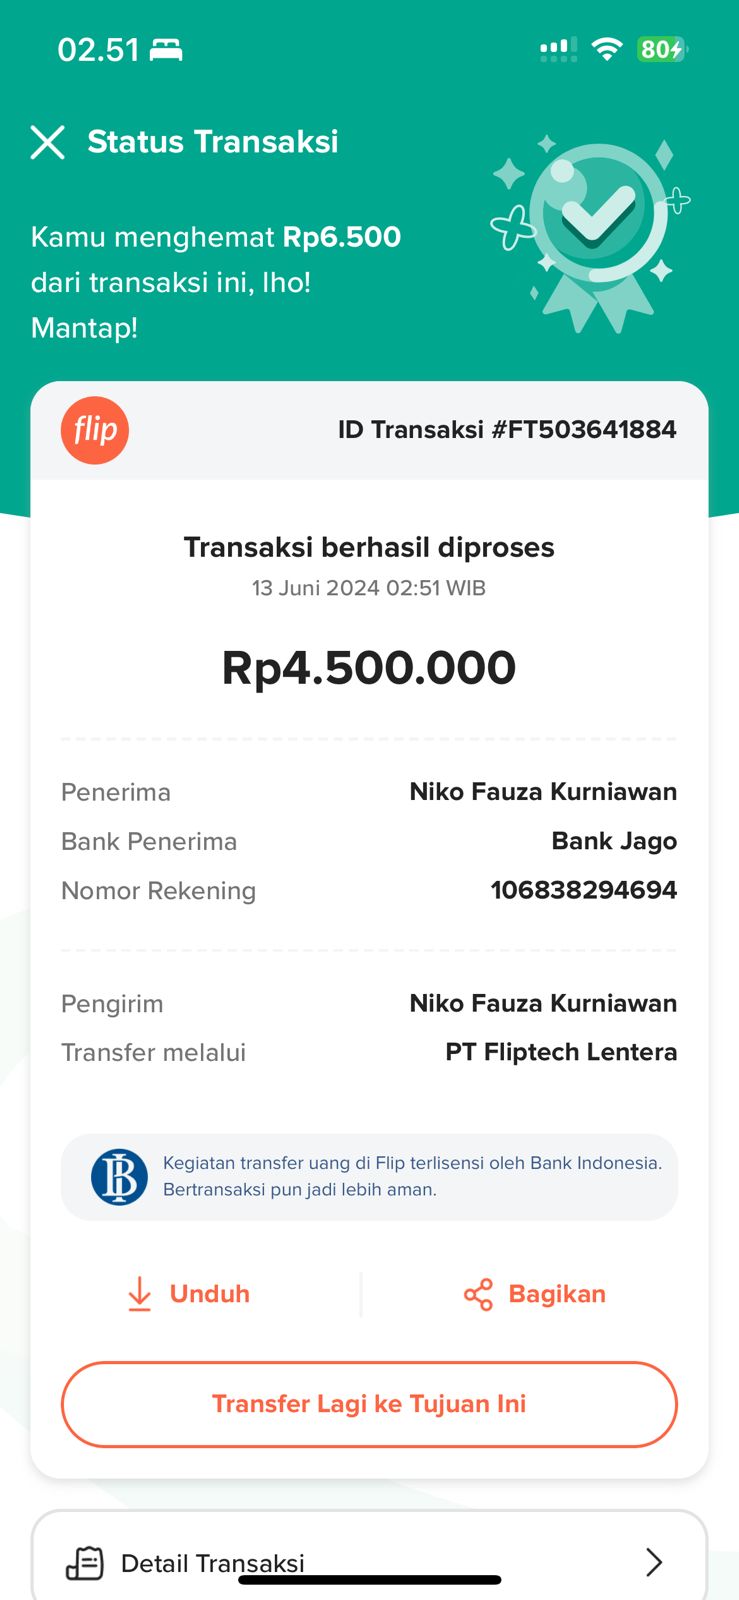 02.51
80
Status Transaksi
Kamu menghemat Rp6.500
dari transaksi ini, lho!
Mantap!
flip
ID Transaksi #FT503641884
Transaksi berhasil diproses
13 Juni 2024 02:51 WIB
Rp4.500.000
Penerima Niko Fauza Kurniawan
Bank Penerima Bank Jago
Nomor Rekening 106838294694
Pengirim Niko Fauza Kurniawan
Transfer melalui PT Fliptech Lentera
Kegiatan transfer uang di Flip terlisensi oleh Bank Indonesia.
Bertransaksi pun jadi lebih aman.
Unduh Bagikan
Transfer Lagi ke Tujuan Ini
Detail Transaksi